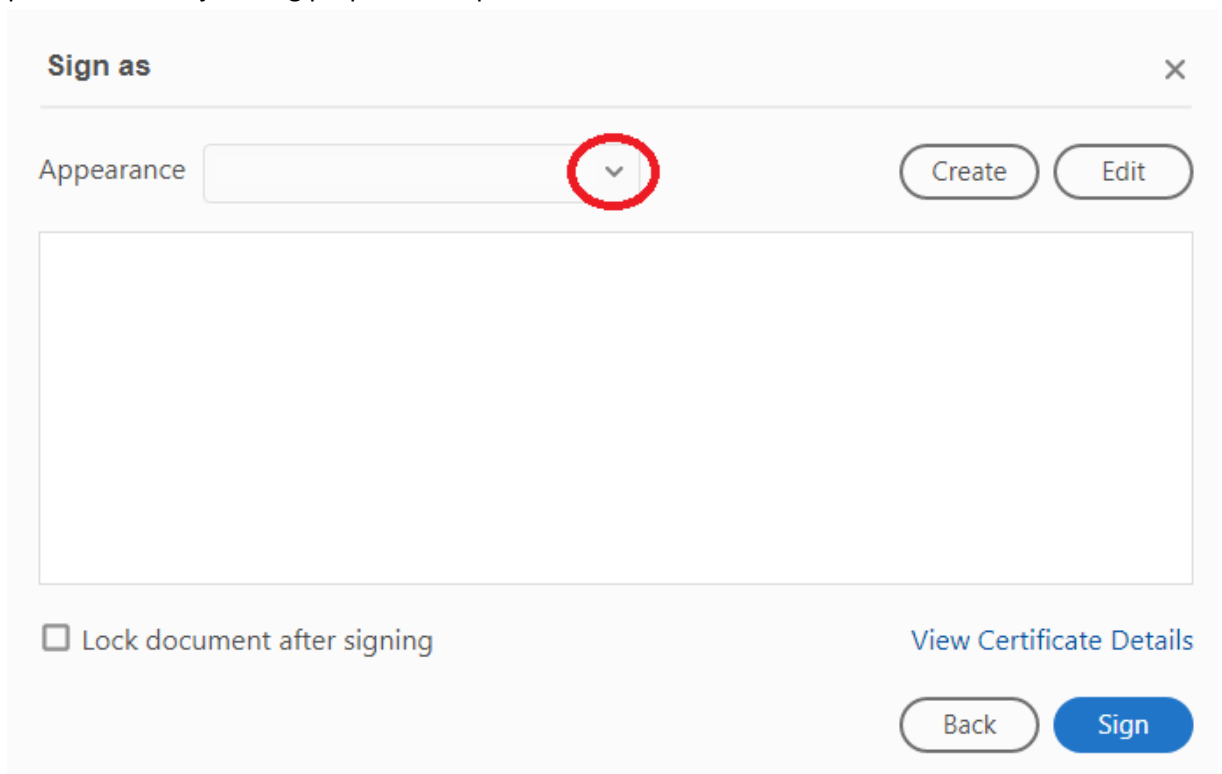 Sign as
Appearance
Create
Edit
Lock document after signing
View Certificate Details
Back
Sign